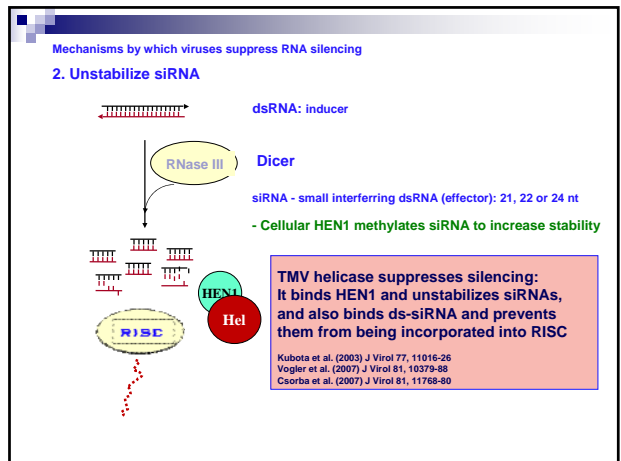 Mechanisms by which viruses suppress RNA silencing
2. Unstabilize siRNA
dsRNA: inducer
RNase III
Dicer
siRNA - small interferring dsRNA (effector): 21, 22 or 24 nt
- Cellular HEN1 methylates siRNA to increase stability
HEN1
Hel
RISC
TMV helicase suppresses silencing:
It binds HEN1 and unstabilizes siRNAs,
and also binds ds-siRNA and prevents
them from being incorporated into RISC
Kubota et al. (2003) J Virol 77, 11016-26
Vogler et al. (2007) J Virol 81, 10379-88
Csorba et al. (2007) J Virol 81, 11768-80